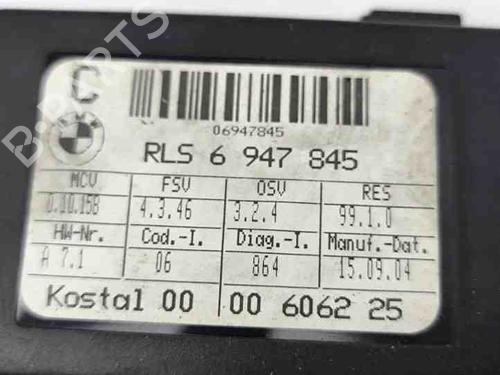 C
06947845
BMW
RLS 6 947 845
MCV FSV OSV RES
0.10.158 4.3.46 3.2.4 99.1.0
HW-Nr. Cod.-I. Diag.-I. Manuf.-Dat.
A 7.1 06 864 15.09.04
Kostal 00 00 6062 25